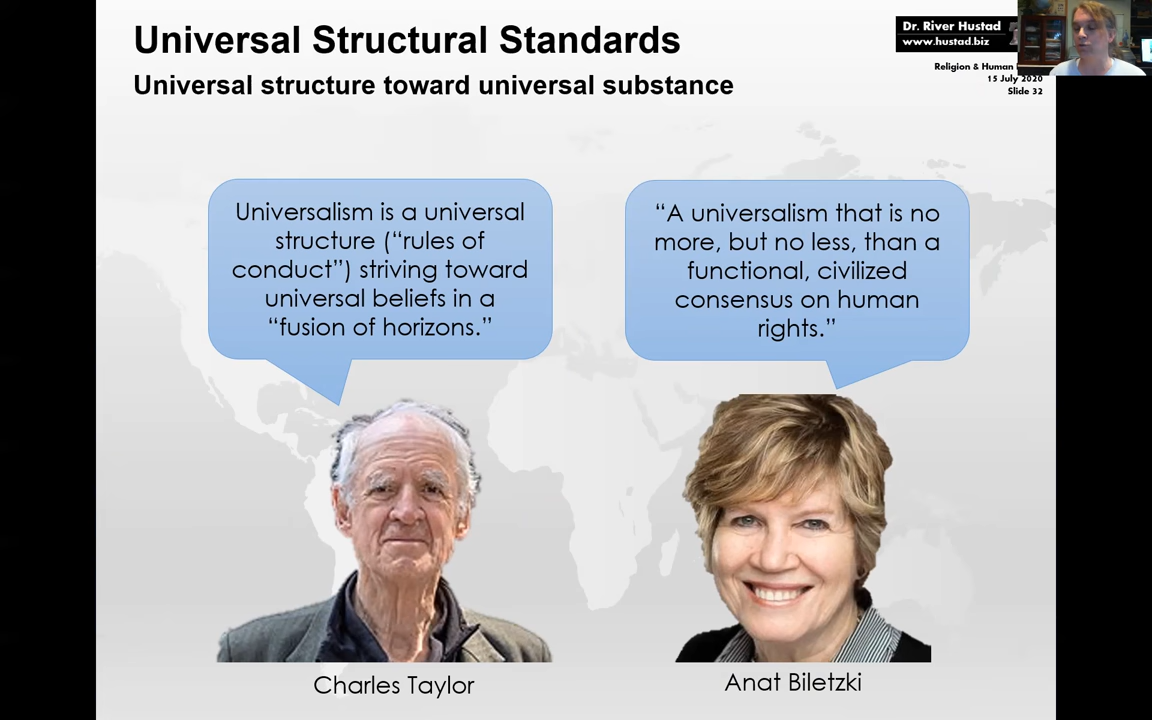 Universal Structural Standards
Universal structure toward universal substance
Dr. River Hustad
www.hustad.biz
Religion & Human
15 July 2020
Slide 32
Universalism is a universal
structure (“rules of
conduct”) striving toward
universal beliefs in a
“fusion of horizons.”
“A universalism that is no
more, but no less, than a
functional, civilized
consensus on human
rights.”
Charles Taylor
Anat Biletzki